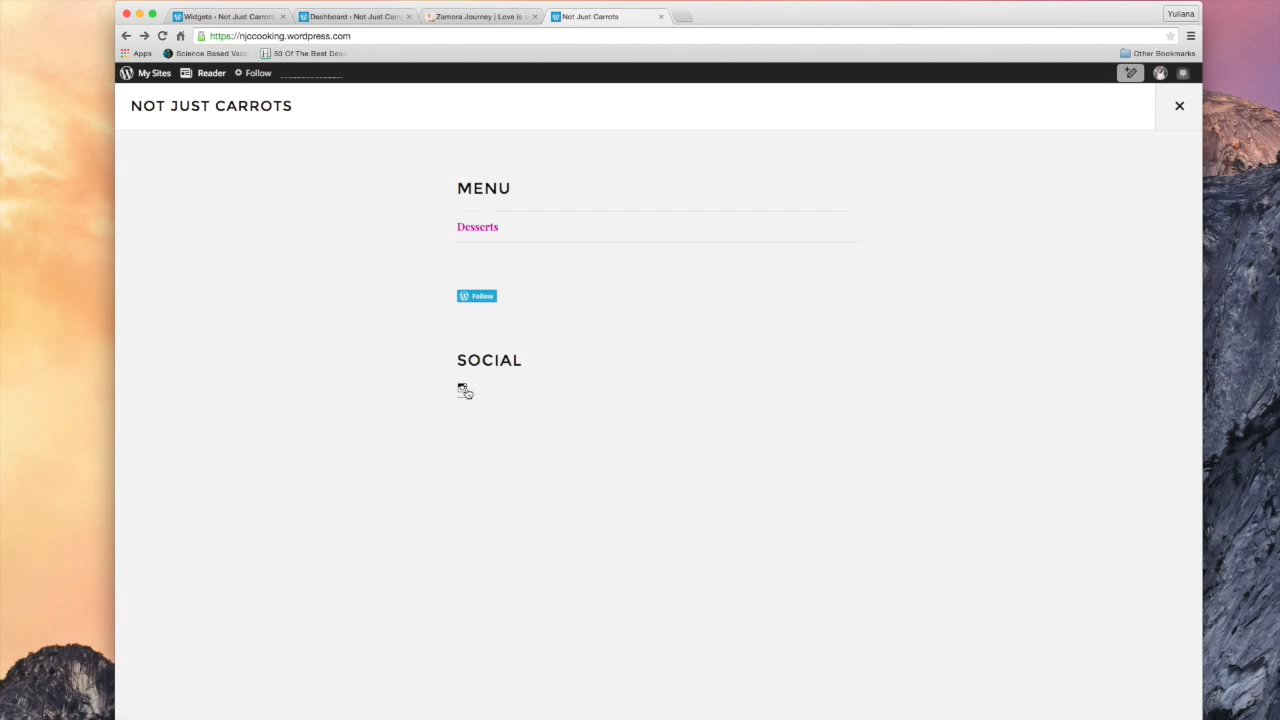 Widgets ‹ Not Just Carrots
Dashboard ‹ Not Just Carr
Zamora Journey | Love is
Not Just Carrots
Yuliana
https://njccooking.wordpress.com
Apps
Science Based Vacc
50 Of The Best Des
Other Bookmarks
My Sites
Reader
Follow
NOT JUST CARROTS
MENU
Desserts
Follow
SOCIAL